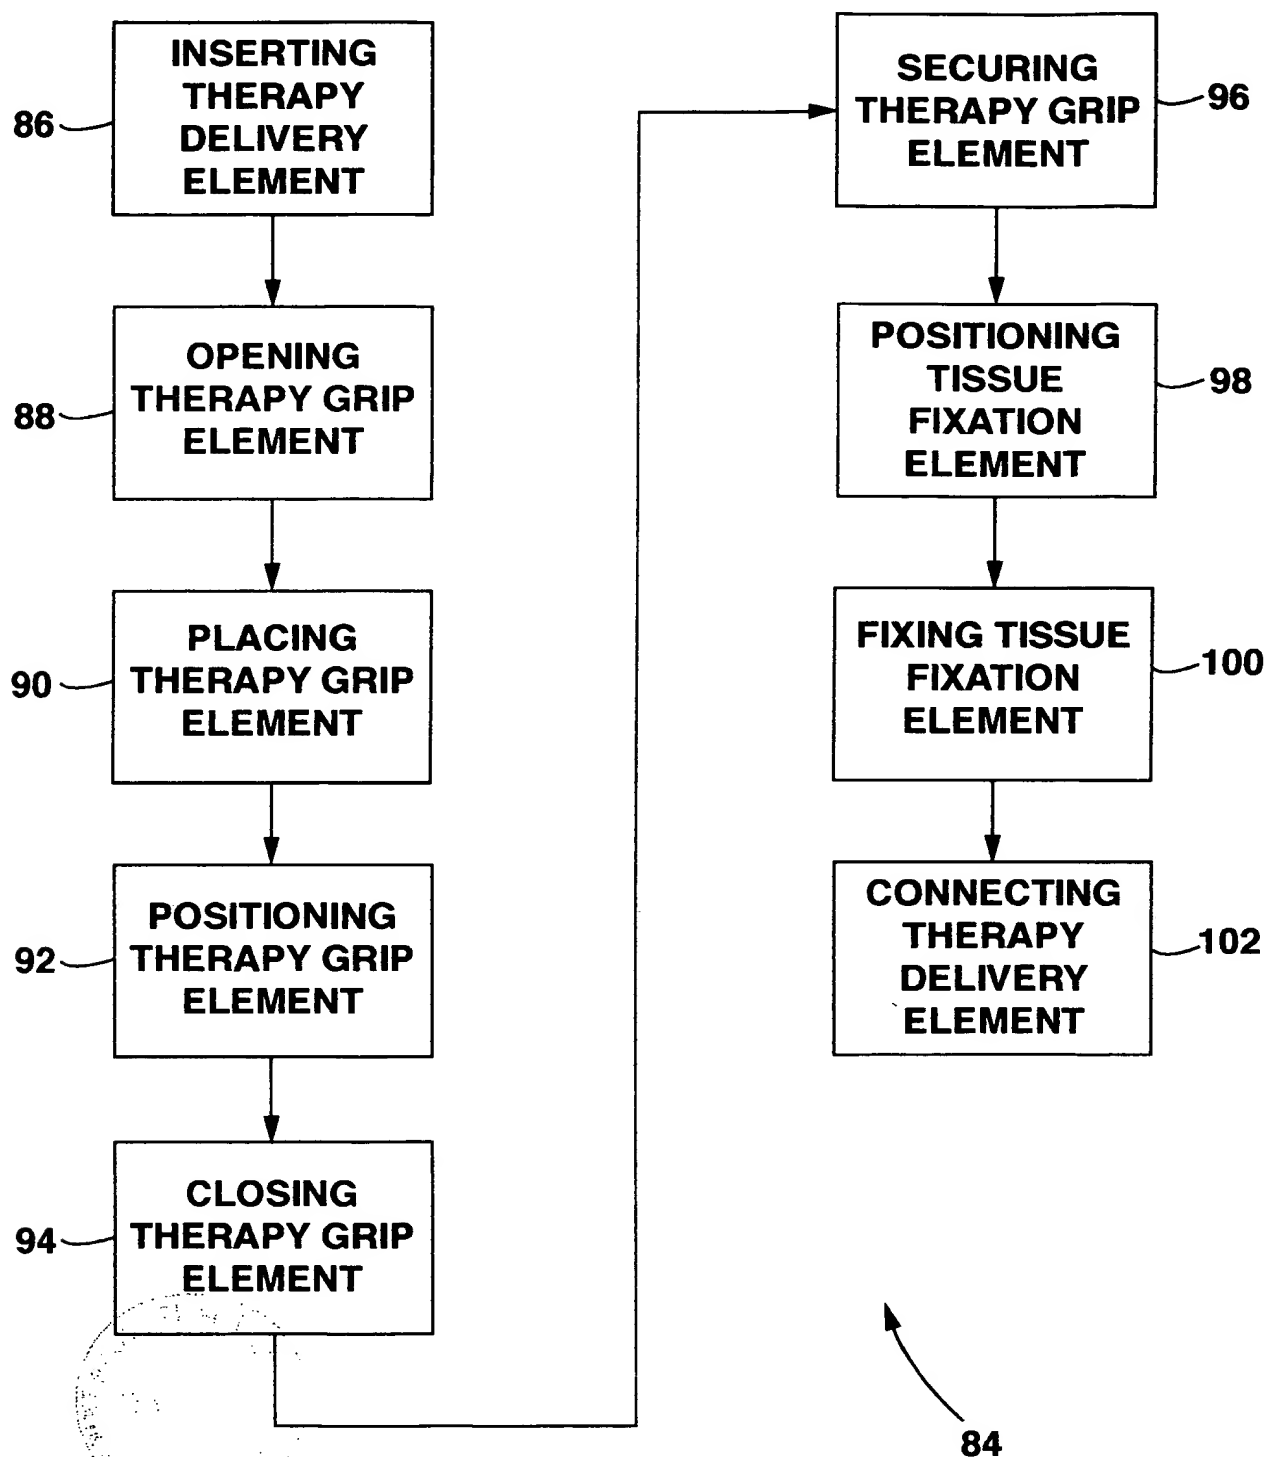 INSERTING
THERAPY
DELIVERY
ELEMENT
86
OPENING
THERAPY GRIP
ELEMENT
88
PLACING
THERAPY GRIP
ELEMENT
90
POSITIONING
THERAPY GRIP
ELEMENT
92
CLOSING
THERAPY GRIP
ELEMENT
94
SECURING
THERAPY GRIP
ELEMENT
96
POSITIONING
TISSUE
FIXATION
ELEMENT
98
FIXING TISSUE
FIXATION
ELEMENT
100
CONNECTING
THERAPY
DELIVERY
ELEMENT
102
84